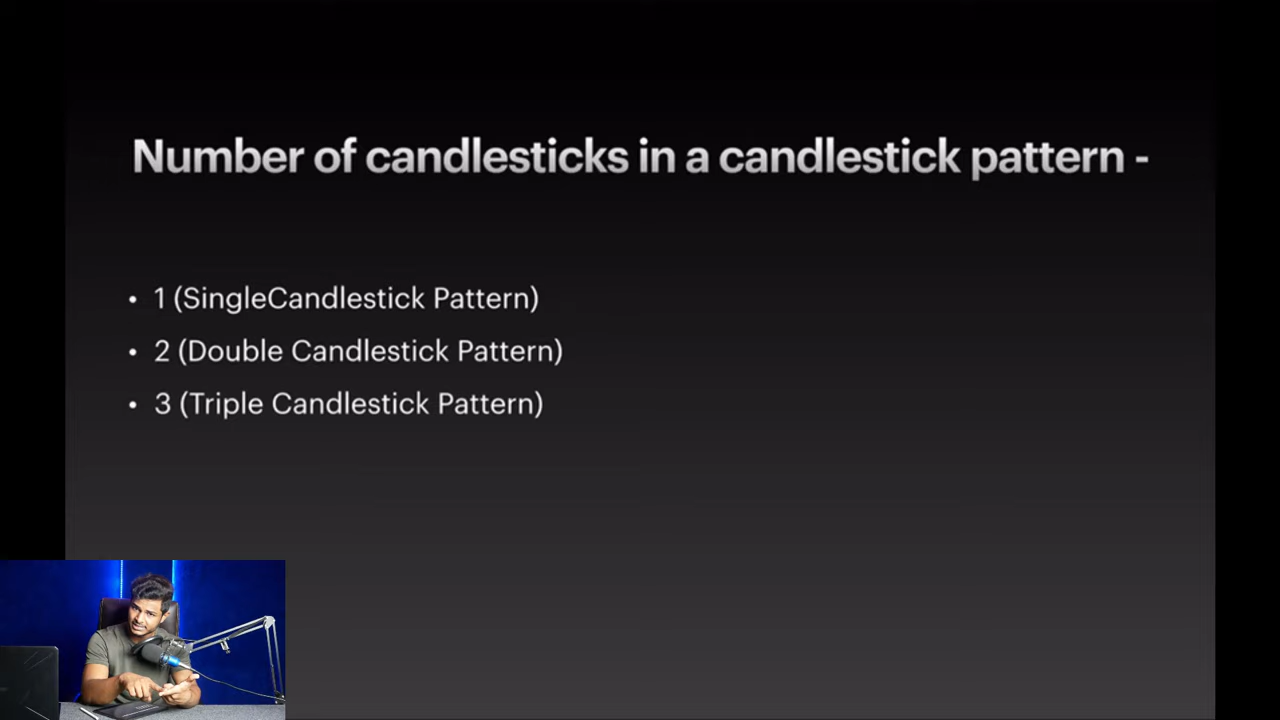 Number of candlesticks in a candlestick pattern -
• 1 (SingleCandlestick Pattern)
• 2 (Double Candlestick Pattern)
• 3 (Triple Candlestick Pattern)